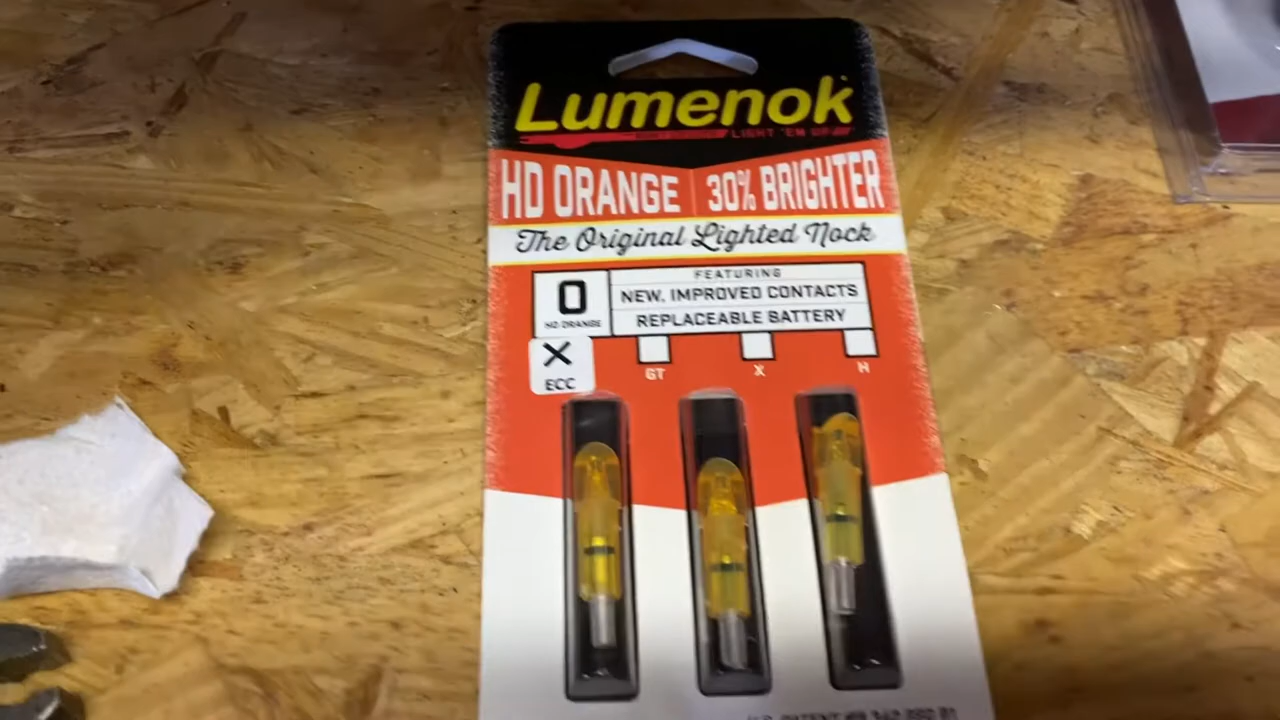 Lumenok
LIGHT 'EM UP
HD ORANGE 30% BRIGHTER
The Original Lighted Nock
O
HD ORANGE
FEATURING
NEW, IMPROVED CONTACTS
REPLACEABLE BATTERY
X
ECC
GT
X
H
U.S. PATENT